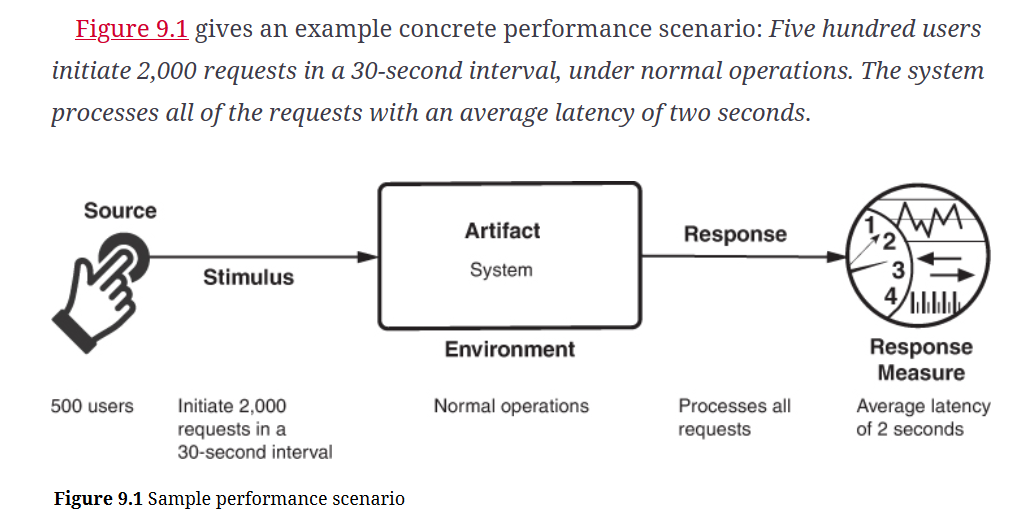 Figure 9.1 gives an example concrete performance scenario: Five hundred users
initiate 2,000 requests in a 30-second interval, under normal operations. The system
processes all of the requests with an average latency of two seconds.
Source
Stimulus
Artifact
System
Environment
Response
1
2
3
4
Response
Measure
500 users
Initiate 2,000
requests in a
30-second interval
Normal operations
Processes all
requests
Average latency
of 2 seconds
Figure 9.1 Sample performance scenario